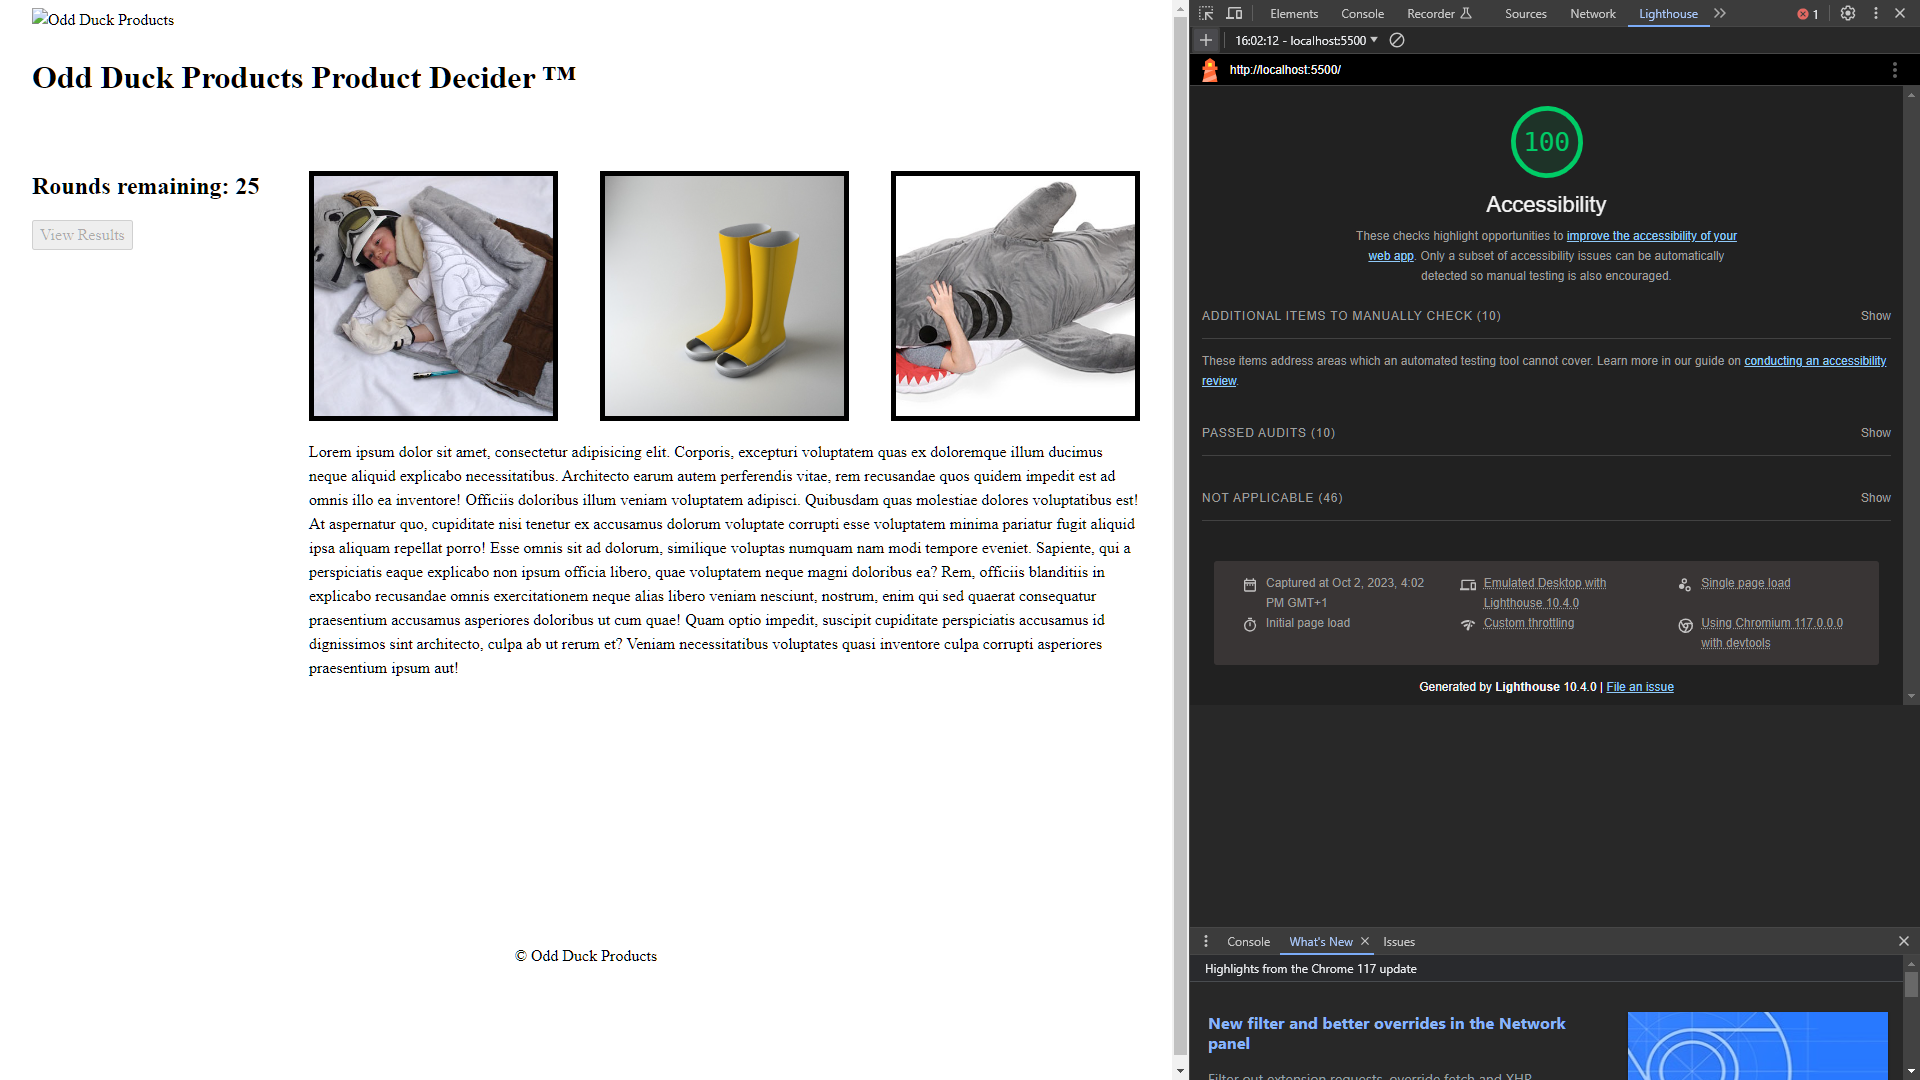 Odd Duck Products
Odd Duck Products Product Decider ™
Rounds remaining: 25
View Results
Lorem ipsum dolor sit amet, consectetur adipisicing elit. Corporis, excepturi voluptatem quas ex doloremque illum ducimus
neque aliquid explicabo necessitatibus. Architecto earum autem perferendis vitae, rem recusandae quos quidem impedit est ad
omnis illo ea inventore! Officiis doloribus illum veniam voluptatem adipisci. Quibusdam quas molestiae dolores voluptatibus est!
At aspernatur quo, cupiditate nisi tenetur ex accusamus dolorum voluptate corrupti esse voluptatem minima pariatur fugit aliquid
ipsa aliquam repellat porro! Esse omnis sit ad dolorum, similique voluptas numquam nam modi tempore eveniet. Sapiente, qui a
perspiciatis eaque explicabo non ipsum officia libero, quae voluptatem neque magni doloribus ea? Rem, officiis blanditiis in
explicabo recusandae omnis exercitationem neque alias libero veniam nesciunt, nostrum, enim qui sed quaerat consequatur
praesentium accusamus asperiores doloribus ut cum quae! Quam optio impedit, suscipit cupiditate perspiciatis accusamus id
dignissimos sint architecto, culpa ab ut rerum et? Veniam necessitatibus voluptates quasi inventore culpa corrupti asperiores
praesentium ipsum aut!
© Odd Duck Products
Elements Console Recorder Sources Network Lighthouse 1
16:02:12 - localhost:5500
http://localhost:5500/
100
Accessibility
These checks highlight opportunities to improve the accessibility of your
web app. Only a subset of accessibility issues can be automatically
detected so manual testing is also encouraged.
ADDITIONAL ITEMS TO MANUALLY CHECK (10) Show
These items address areas which an automated testing tool cannot cover. Learn more in our guide on conducting an accessibility
review.
PASSED AUDITS (10) Show
NOT APPLICABLE (46) Show
Captured at Oct 2, 2023, 4:02
PM GMT+1
Emulated Desktop with
Lighthouse 10.4.0
Single page load
Initial page load
Custom throttling
Using Chromium 117.0.0.0
with devtools
Generated by Lighthouse 10.4.0 | File an issue
Console What's New Issues
Highlights from the Chrome 117 update
New filter and better overrides in the Network
panel
Filter out extension requests, override fetch and XHR